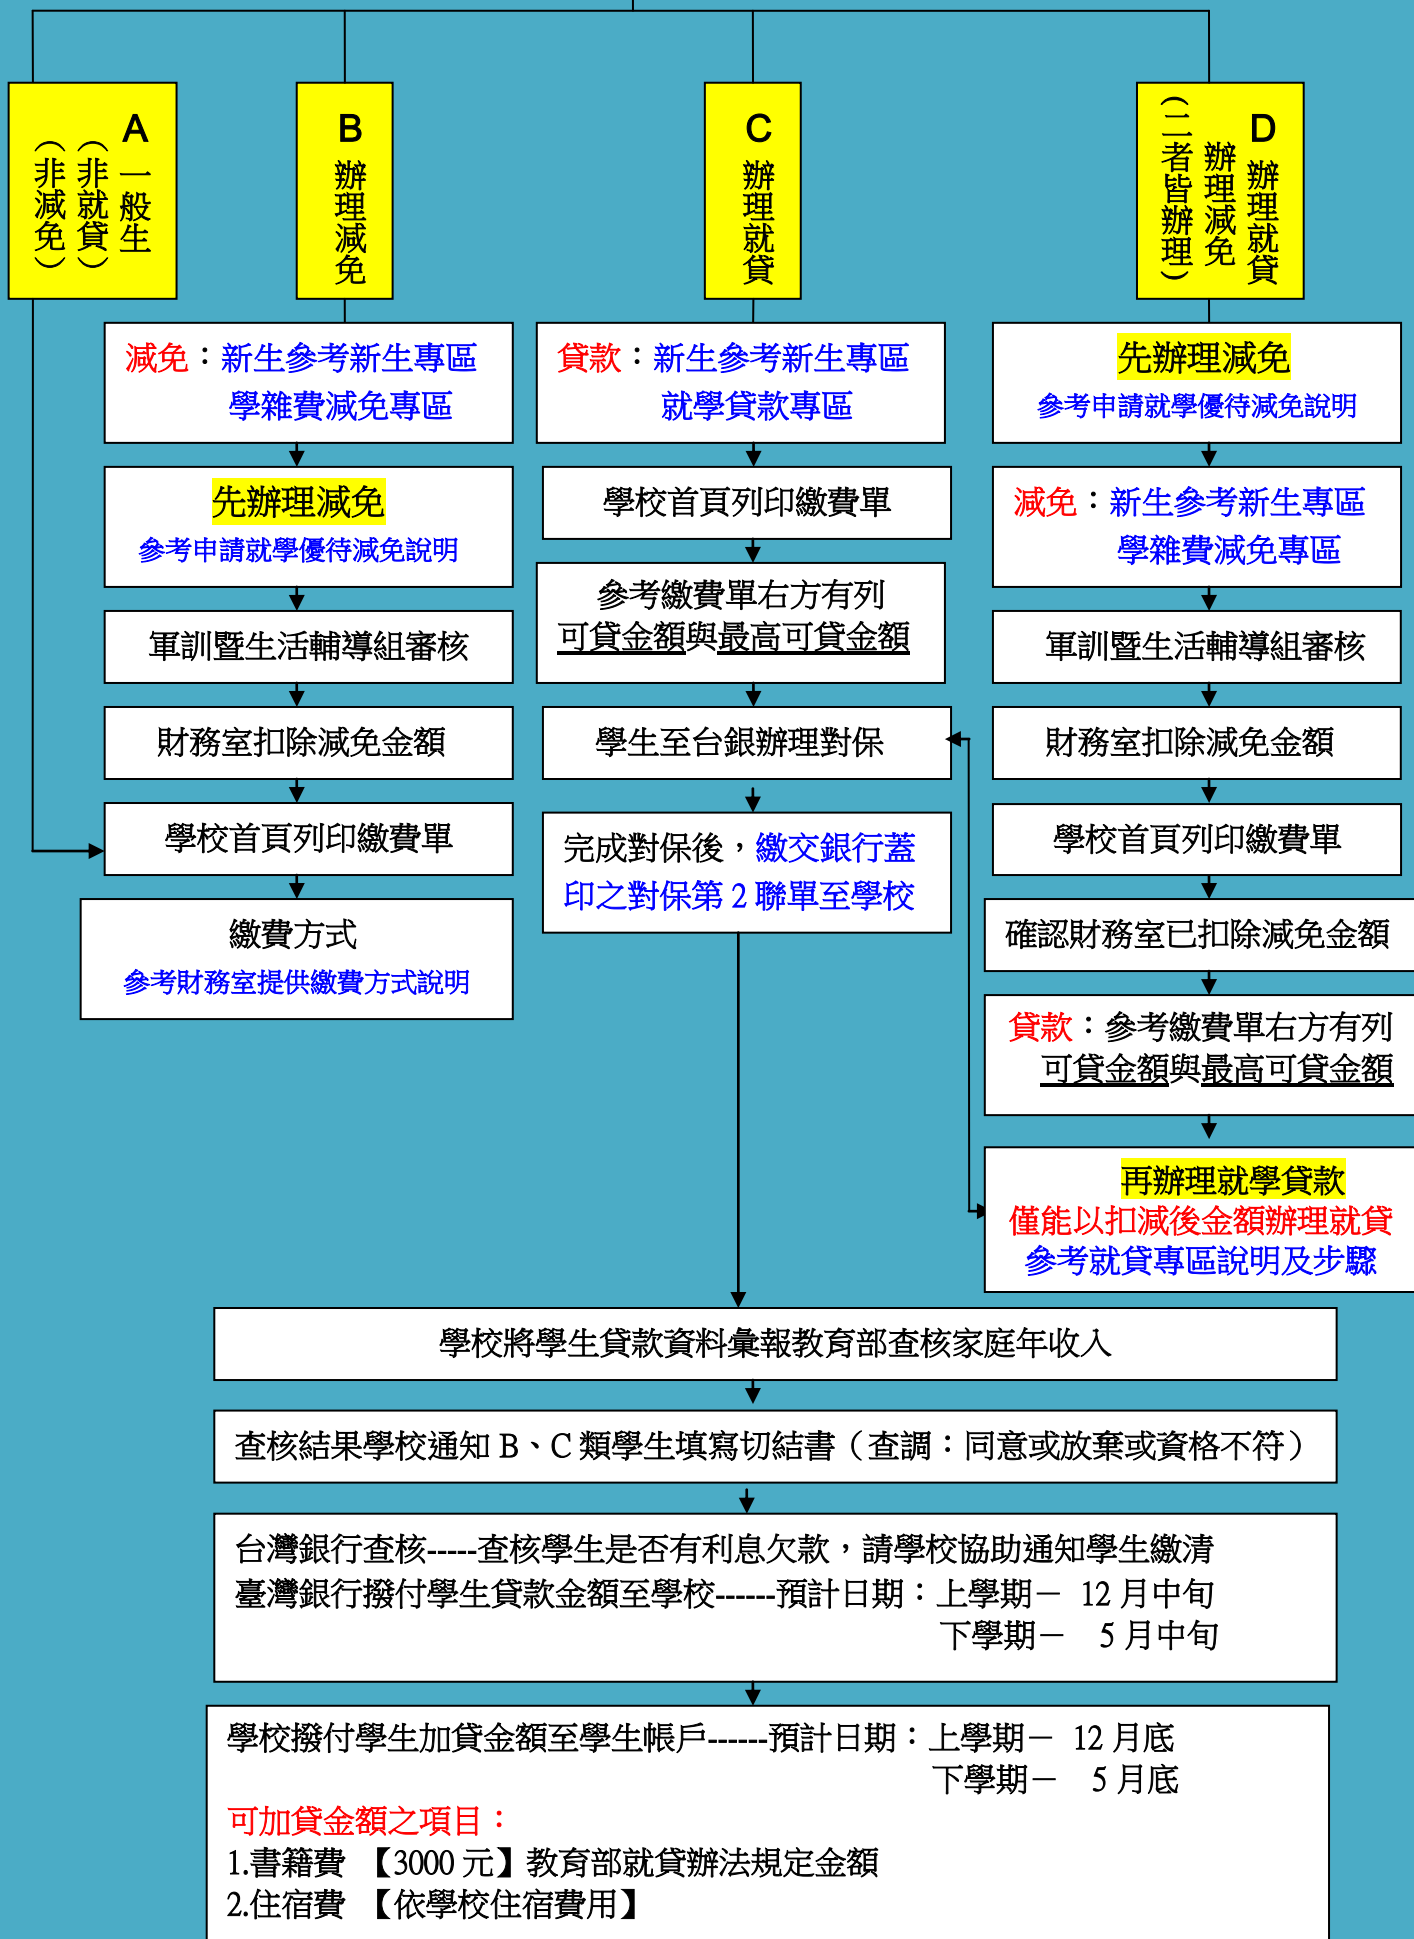 A 一般生
（非就貸）
（非減免）
B 辦理減免
C 辦理就貸
D 辦理就貸
辦理減免
（二者皆辦理）
減免：新生參考新生專區
學雜費減免專區
先辦理減免
參考申請就學優待減免說明
軍訓暨生活輔導組審核
財務室扣除減免金額
學校首頁列印繳費單
繳費方式
參考財務室提供繳費方式說明
貸款：新生參考新生專區
就學貸款專區
學校首頁列印繳費單
參考繳費單右方有列
可貸金額與最高可貸金額
學生至台銀辦理對保
完成對保後，繳交銀行蓋
印之對保第 2 聯單至學校
先辦理減免
參考申請就學優待減免說明
減免：新生參考新生專區
學雜費減免專區
軍訓暨生活輔導組審核
財務室扣除減免金額
學校首頁列印繳費單
確認財務室已扣除減免金額
貸款：參考繳費單右方有列
可貸金額與最高可貸金額
再辦理就學貸款
僅能以扣減後金額辦理就貸
參考就貸專區說明及步驟
學校將學生貸款資料彙報教育部查核家庭年收入
查核結果學校通知 B、C 類學生填寫切結書（查調：同意或放棄或資格不符）
台灣銀行查核-----查核學生是否有利息欠款，請學校協助通知學生繳清
臺灣銀行撥付學生貸款金額至學校------預計日期：上學期－ 12 月中旬
下學期－ 5 月中旬
學校撥付學生加貸金額至學生帳戶------預計日期：上學期－ 12 月底
下學期－ 5 月底
可加貸金額之項目：
1.書籍費 【3000 元】教育部就貸辦法規定金額
2.住宿費 【依學校住宿費用】